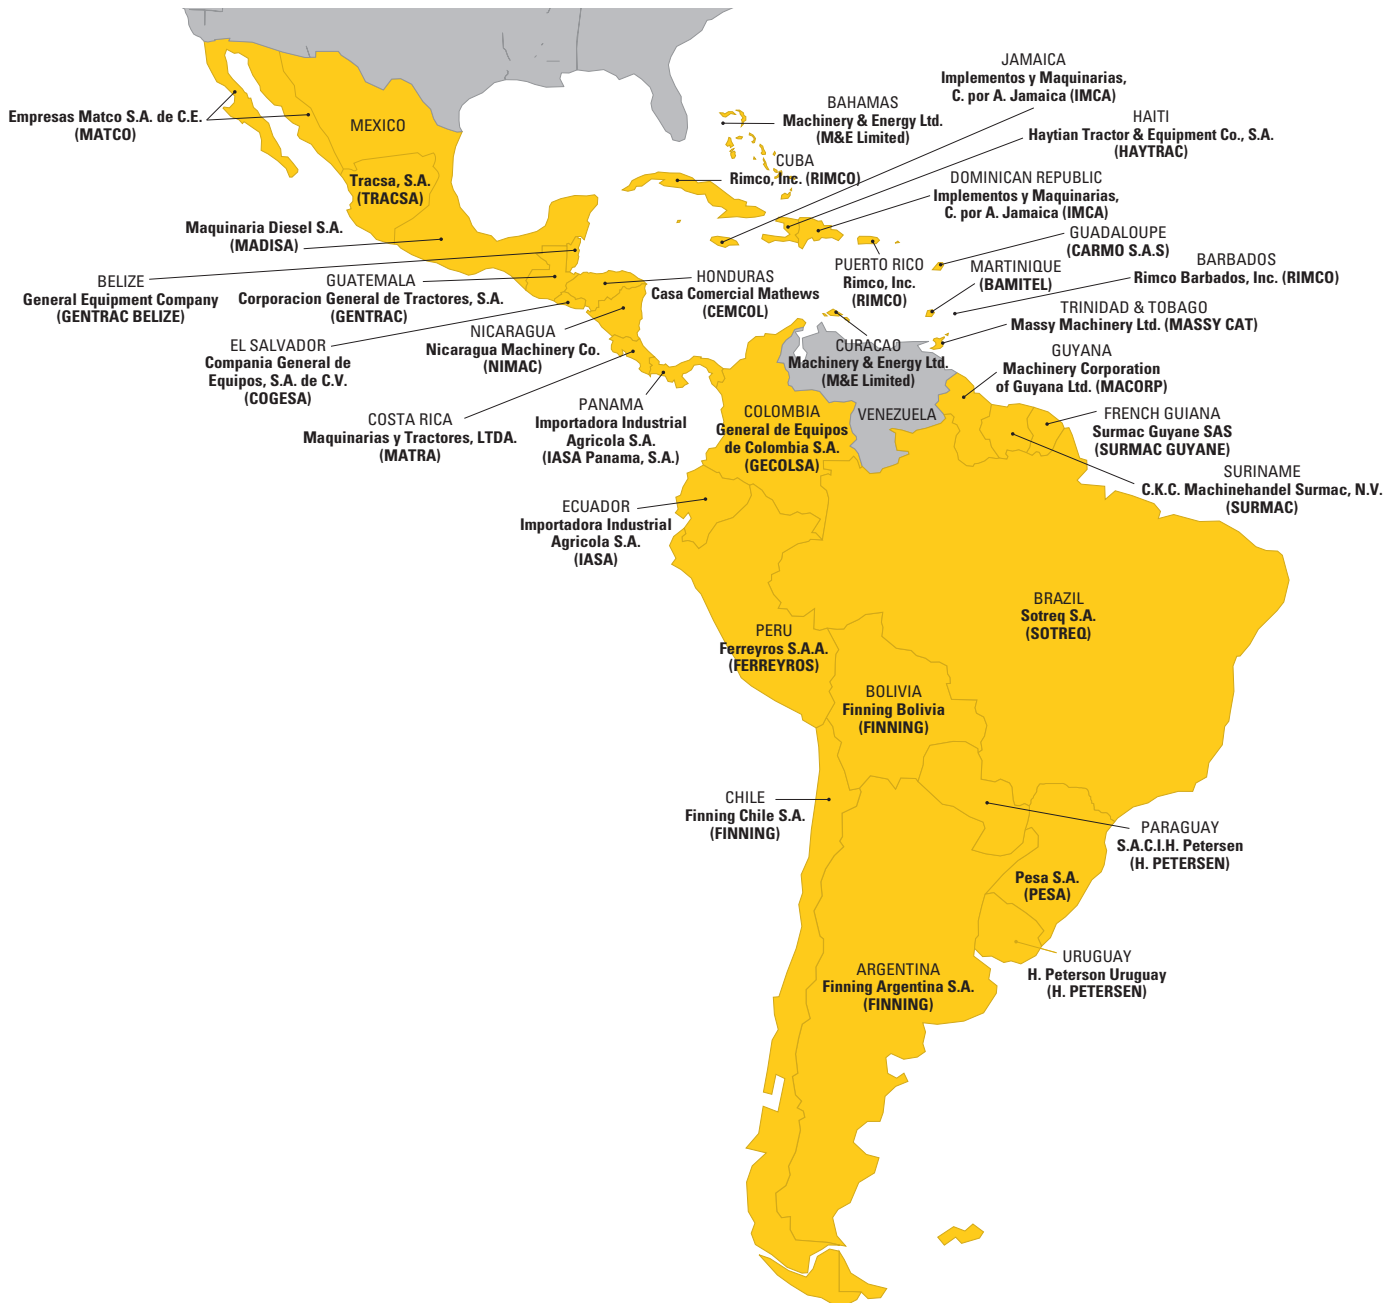 JAMAICA
Implementos y Maquinarias,
C. por A. Jamaica (IMCA)
BAHAMAS
Machinery & Energy Ltd.
(M&E Limited)
HAITI
Haytian Tractor & Equipment Co., S.A.
(HAYTRAC)
Empresas Matco S.A. de C.E.
(MATCO)
MEXICO
CUBA
Rimco, Inc. (RIMCO)
DOMINICAN REPUBLIC
Implementos y Maquinarias,
C. por A. Jamaica (IMCA)
Tracsa, S.A.
(TRACSA)
Maquinaria Diesel S.A.
(MADISA)
GUADALOUPE
(CARMO S.A.S)
PUERTO RICO
Rimco, Inc.
(RIMCO)
MARTINIQUE
(BAMITEL)
BARBADOS
Rimco Barbados, Inc. (RIMCO)
BELIZE
General Equipment Company
(GENTRAC BELIZE)
GUATEMALA
Corporacion General de Tractores, S.A.
(GENTRAC)
HONDURAS
Casa Comercial Mathews
(CEMCOL)
TRINIDAD & TOBAGO
Massy Machinery Ltd. (MASSY CAT)
NICARAGUA
Nicaragua Machinery Co.
(NIMAC)
EL SALVADOR
Compania General de
Equipos, S.A. de C.V.
(COGESA)
CURACAO
Machinery & Energy Ltd.
(M&E Limited)
GUYANA
Machinery Corporation
of Guyana Ltd. (MACORP)
COSTA RICA
Maquinarias y Tractores, LTDA.
(MATRA)
PANAMA
Importadora Industrial
Agricola S.A.
(IASA Panama, S.A.)
COLOMBIA
General de Equipos
de Colombia S.A.
(GECOLSA)
VENEZUELA
FRENCH GUIANA
Surmac Guyane SAS
(SURMAC GUYANE)
SURINAME
C.K.C. Machinehandel Surmac, N.V.
(SURMAC)
ECUADOR
Importadora Industrial
Agricola S.A.
(IASA)
BRAZIL
Sotreq S.A.
(SOTREQ)
PERU
Ferreyros S.A.A.
(FERREYROS)
BOLIVIA
Finning Bolivia
(FINNING)
CHILE
Finning Chile S.A.
(FINNING)
PARAGUAY
S.A.C.I.H. Petersen
(H. PETERSEN)
Pesa S.A.
(PESA)
URUGUAY
H. Peterson Uruguay
(H. PETERSEN)
ARGENTINA
Finning Argentina S.A.
(FINNING)